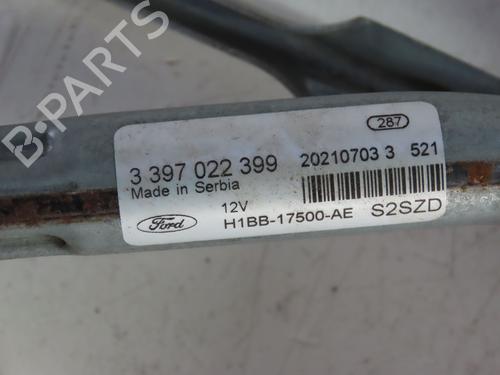 B-PARTS
287
3 397 022 399
20210703 3 521
Made in Serbia
12V
Ford
H1BB-17500-AE
S2SZD